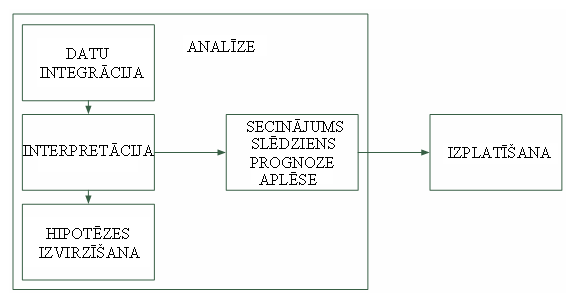 ANALĪZE
DATU
INTEGRĀCIJA
INTERPRETĀCIJA
HIPOTĒZES
IZVIRZĪŠANA
SECINĀJUMS
SLĒDZIENS
PROGNOZE
APLĒSE
IZPLATĪŠANA